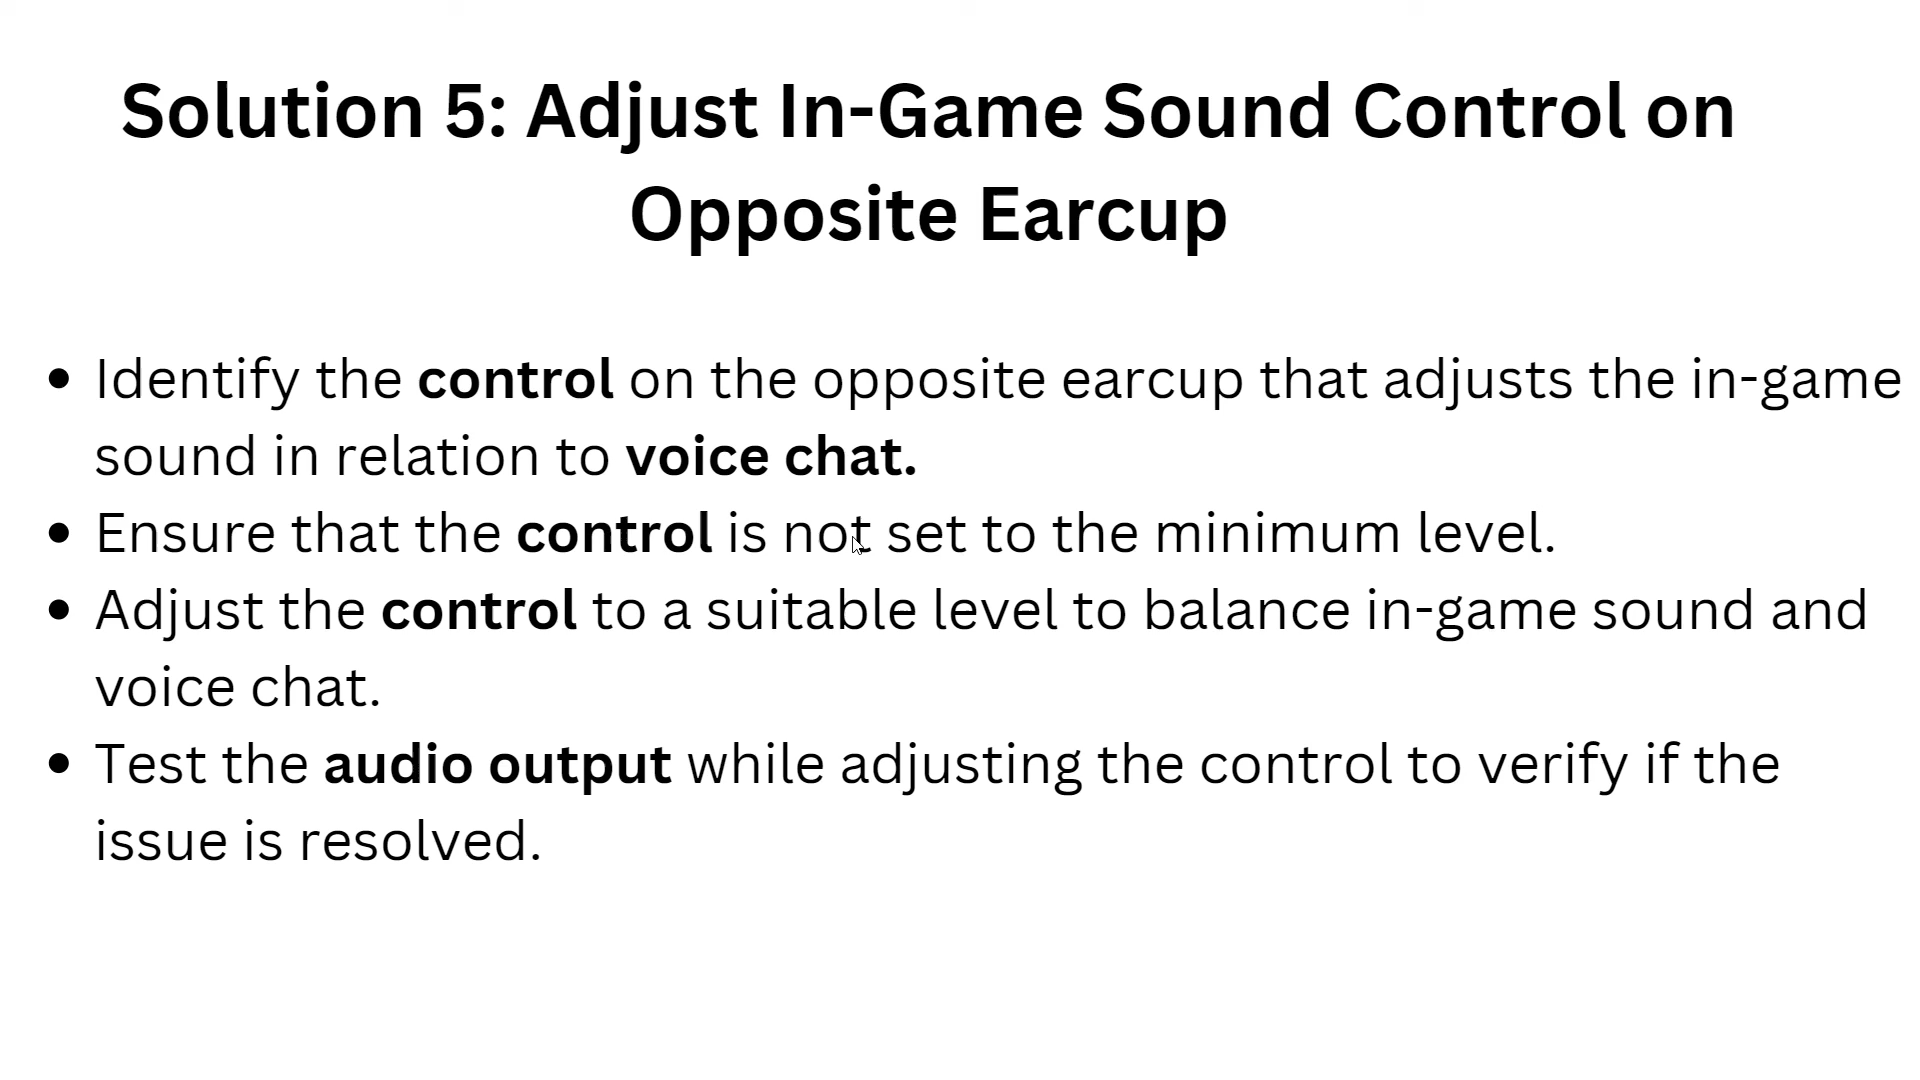 Solution 5: Adjust In-Game Sound Control on
Opposite Earcup
• Identify the control on the opposite earcup that adjusts the in-game
sound in relation to voice chat.
• Ensure that the control is not set to the minimum level.
• Adjust the control to a suitable level to balance in-game sound and
voice chat.
• Test the audio output while adjusting the control to verify if the
issue is resolved.